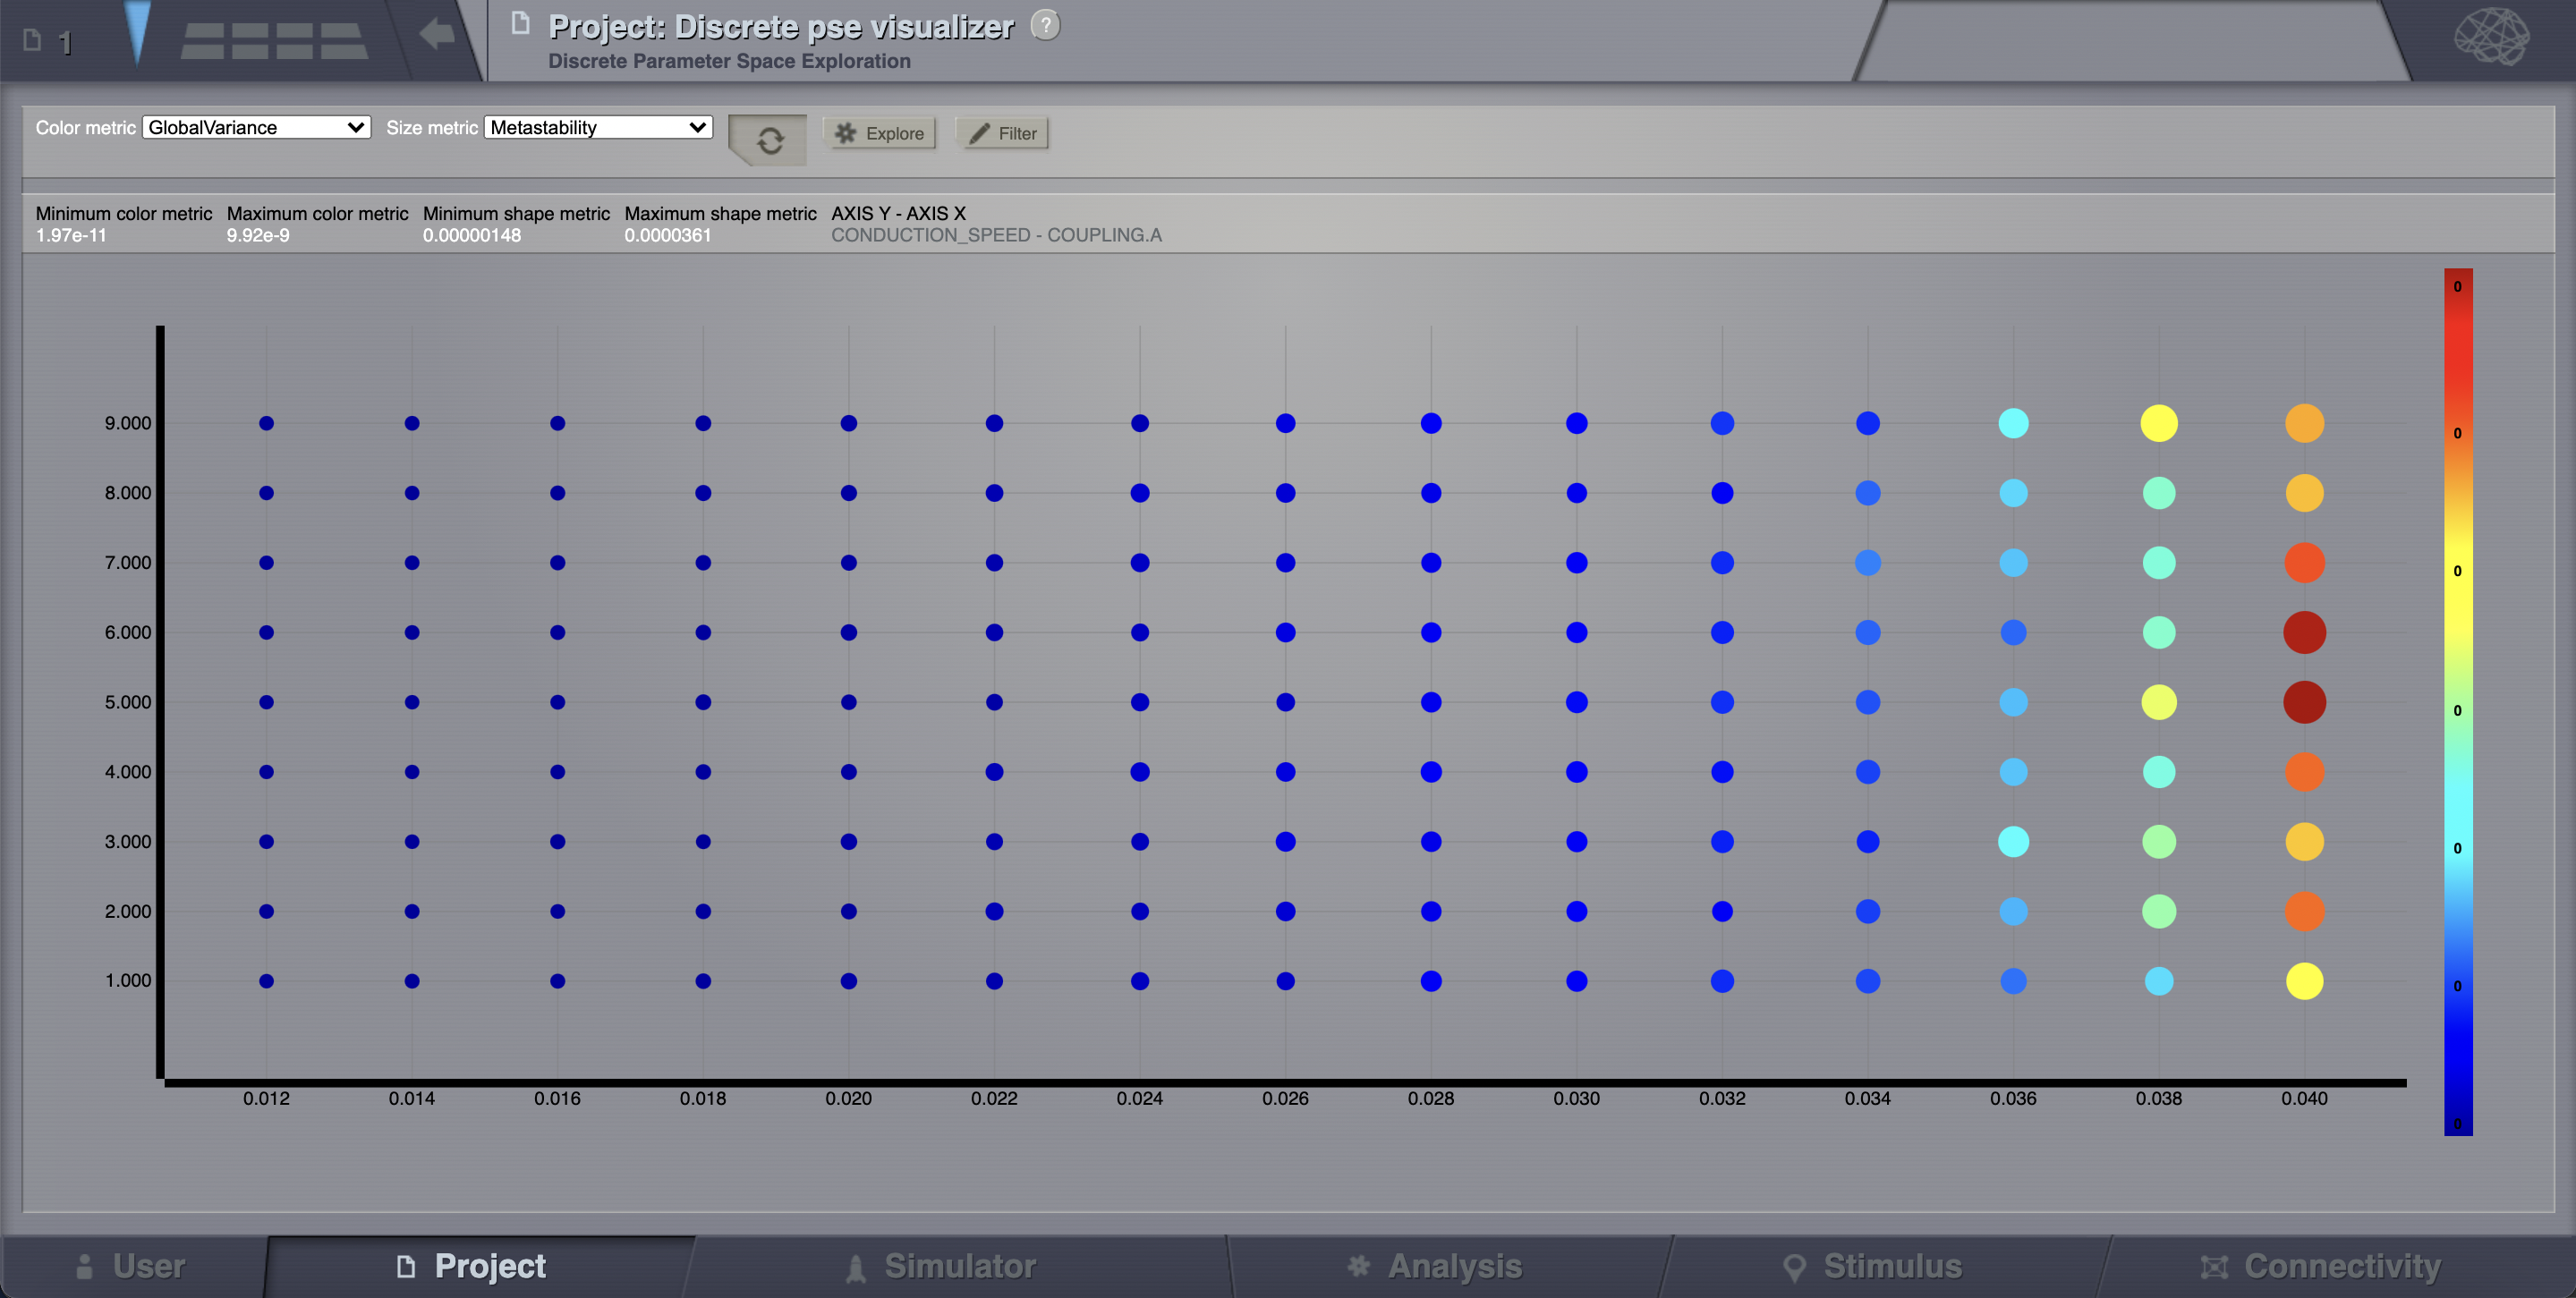 1
Project: Discrete pse visualizer ?
Discrete Parameter Space Exploration
Color metric GlobalVariance Size metric Metastability Explore Filter
Minimum color metric Maximum color metric Minimum shape metric Maximum shape metric AXIS Y - AXIS X
1.97e-11 9.92e-9 0.00000148 0.0000361 CONDUCTION_SPEED - COUPLING.A
9.000
8.000
7.000
6.000
5.000
4.000
3.000
2.000
1.000
0.012 0.014 0.016 0.018 0.020 0.022 0.024 0.026 0.028 0.030 0.032 0.034 0.036 0.038 0.040
0
0
0
0
0
0
0
User Project Simulator Analysis Stimulus Connectivity